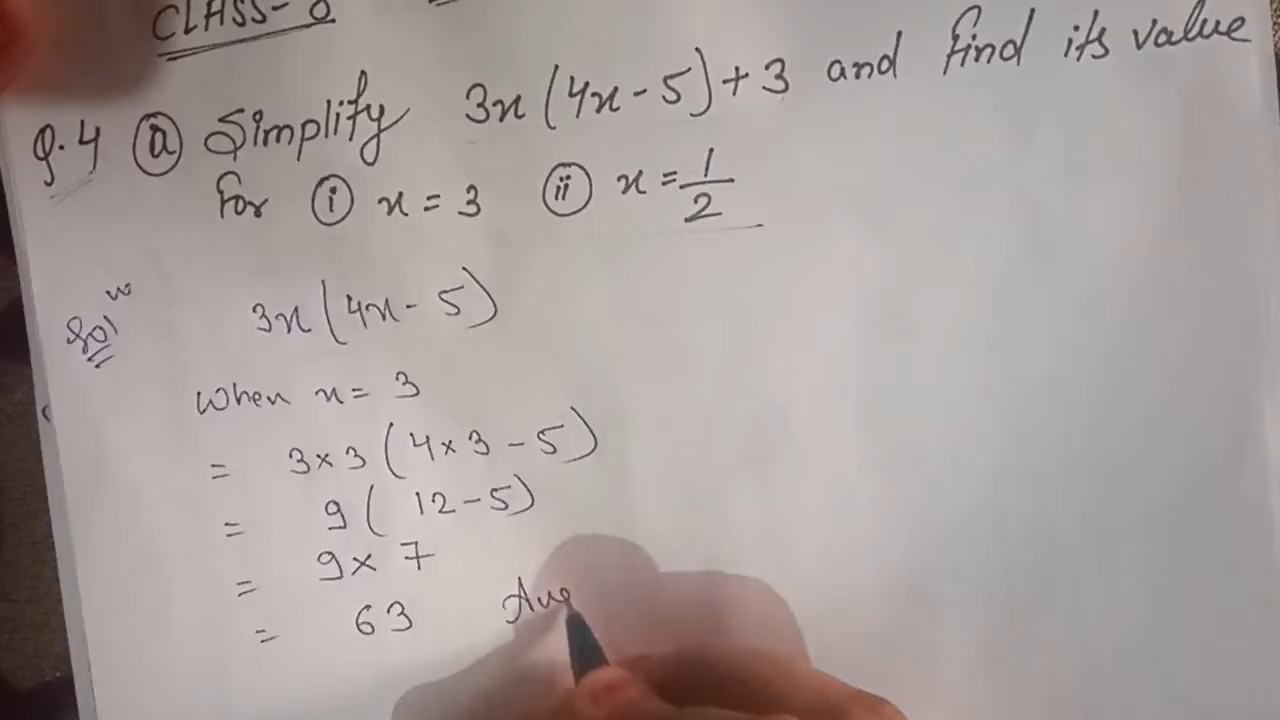 CLASS- 8
Q.4 (a) Simplify 3x(4x-5)+3 and find its value
for (i) x=3 (ii) x=1/2
Solⁿ 3x(4x-5)
When x=3
= 3×3(4×3-5)
= 9(12-5)
= 9×7
= 63 Ans